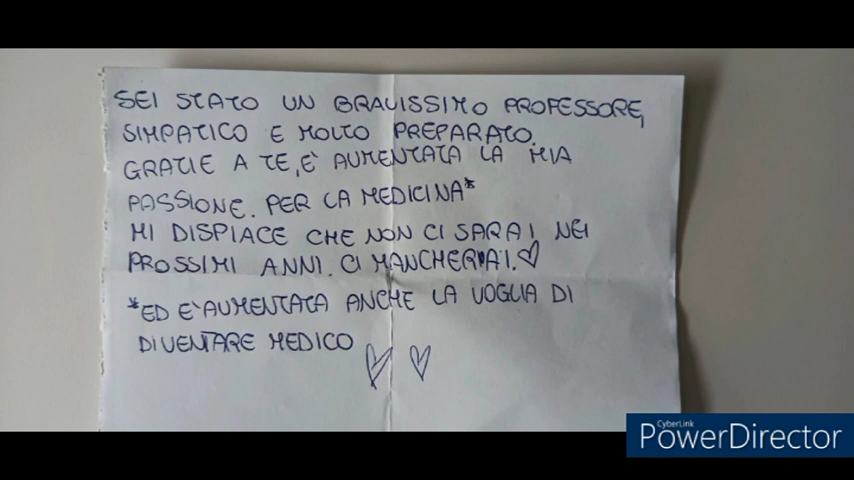 SEI STATO UN BRAVISSIMO PROFESSORE,
SIMPATICO E MOLTO PREPARATO.
GRATIE A TE, E' AUMENTATA LA MIA
PASSIONE. PER LA MEDICINA*
MI DISPIACE CHE NON CI SARAI NEI
PROSSIMI ANNI. CI MANCHERAI.
*ED E' AUMENTATA ANCHE LA VOGLIA DI
DIVENTARE MEDICO
CyberLink
PowerDirector